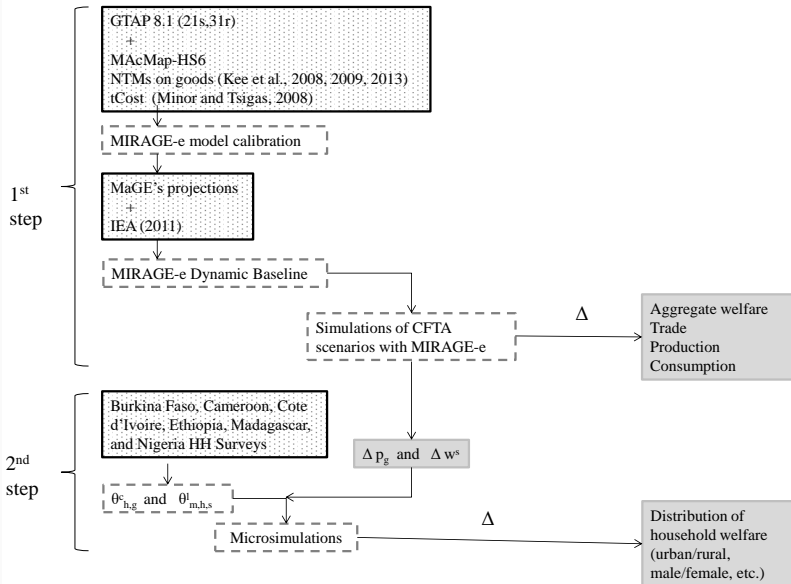 GTAP 8.1 (21s,31r)
+
MAcMap-HS6
NTMs on goods (Kee et al., 2008, 2009, 2013)
tCost (Minor and Tsigas, 2008)
MIRAGE-e model calibration
1st
step
MaGE's projections
+
IEA (2011)
MIRAGE-e Dynamic Baseline
Simulations of CFTA
scenarios with MIRAGE-e
Δ
Aggregate welfare
Trade
Production
Consumption
Burkina Faso, Cameroon, Cote
d'Ivoire, Ethiopia, Madagascar,
and Nigeria HH Surveys
2nd
step
Δ pg and Δ ws
θch,g and θlm,h,s
Microsimulations
Δ
Distribution of
household welfare
(urban/rural,
male/female, etc.)